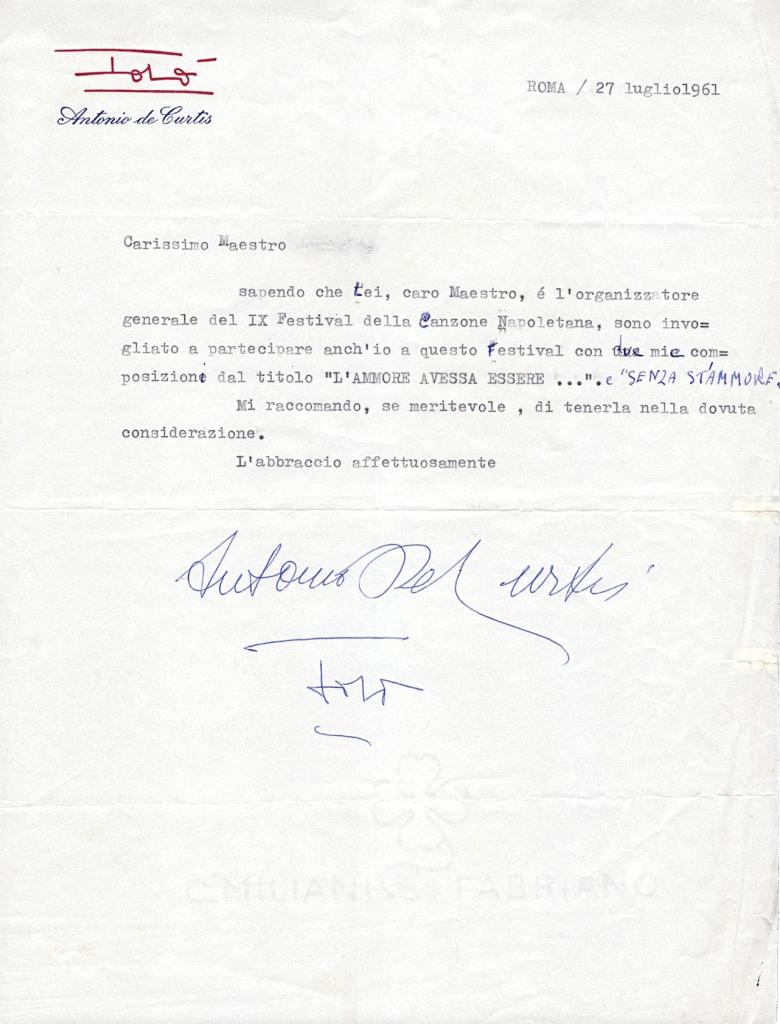 Totò
Antonio de Curtis
ROMA / 27 luglio1961
Carissimo Maestro
sapendo che Lei, caro Maestro, é l'organizzatore
generale del IX Festival della Canzone Napoletana, sono invo=
gliato a partecipare anch'io a questo Festival con due mie com=
posizioni dal titolo "L'AMMORE AVESSA ESSERE ...". e "SENZA ST'AMMORE.
Mi raccomando, se meritevole , di tenerla nella dovuta
considerazione.
L'abbraccio affettuosamente
Antonio De Curtis
Totò
MILIANI FABRIANO